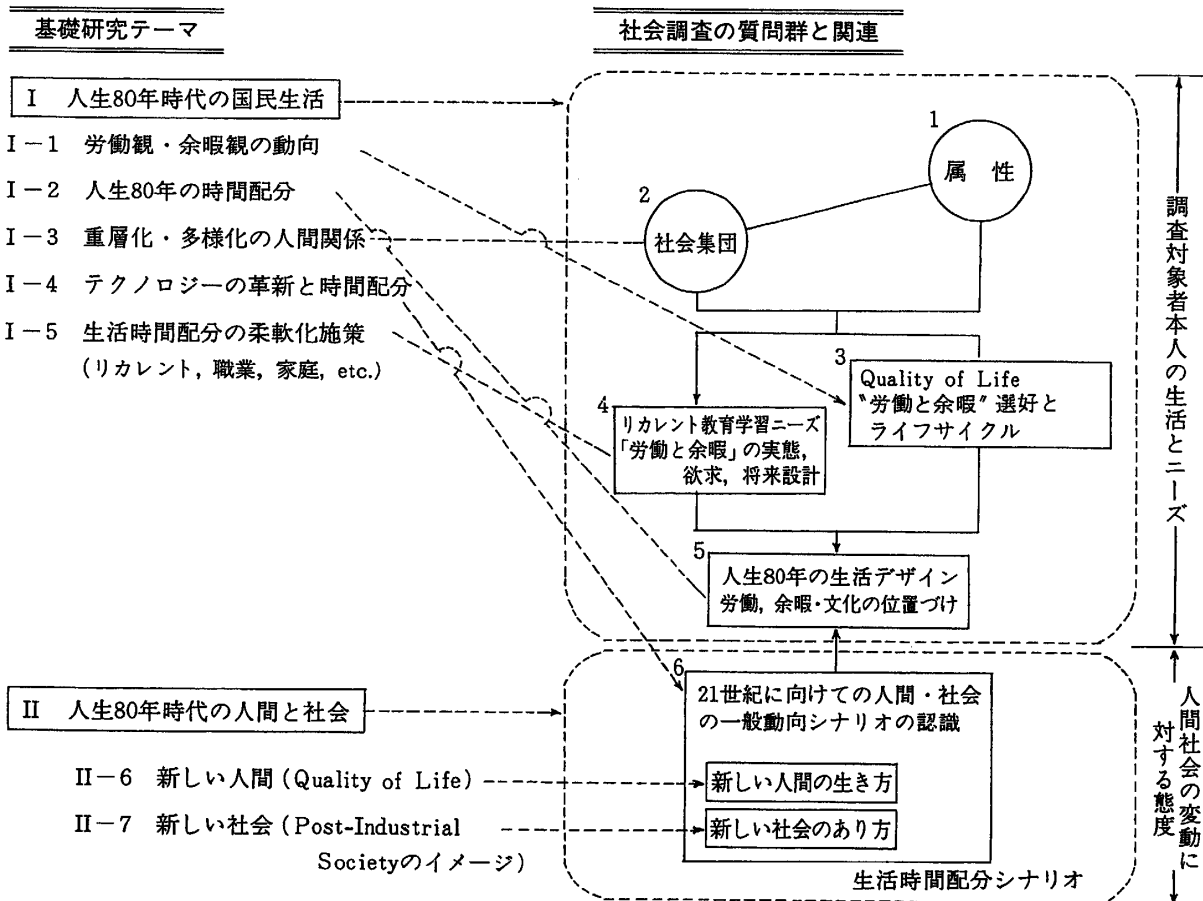 基礎研究テーマ
社会調査の質問群と関連
I 人生80年時代の国民生活
I－1 労働観・余暇観の動向
I－2 人生80年の時間配分
I－3 重層化・多様化の人間関係
I－4 テクノロジーの革新と時間配分
I－5 生活時間配分の柔軟化施策
(リカレント, 職業, 家庭, etc.)
1
属 性
2
社会集団
3
Quality of Life
〝労働と余暇〞選好と
ライフサイクル
4
リカレント教育学習ニーズ
「労働と余暇」の実態,
欲求, 将来設計
5
人生80年の生活デザイン
労働, 余暇・文化の位置づけ
調査対象者本人の生活とニーズ
II 人生80年時代の人間と社会
II－6 新しい人間 (Quality of Life)
II－7 新しい社会 (Post-Industrial
Societyのイメージ)
6
21世紀に向けての人間・社会
の一般動向シナリオの認識
新しい人間の生き方
新しい社会のあり方
生活時間配分シナリオ
人間社会の変動に
対する態度